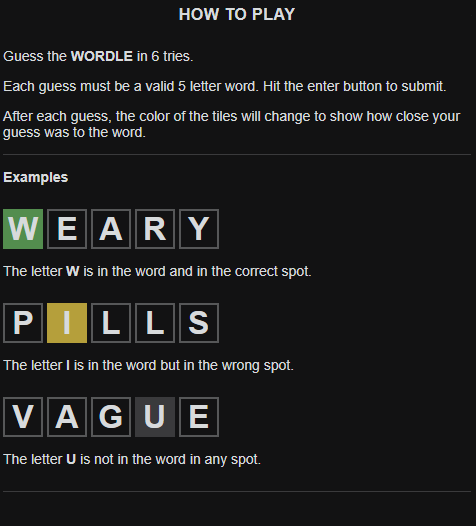 HOW TO PLAY
Guess the WORDLE in 6 tries.
Each guess must be a valid 5 letter word. Hit the enter button to submit.
After each guess, the color of the tiles will change to show how close your
guess was to the word.
Examples
W E A R Y
The letter W is in the word and in the correct spot.
P I L L S
The letter I is in the word but in the wrong spot.
V A G U E
The letter U is not in the word in any spot.